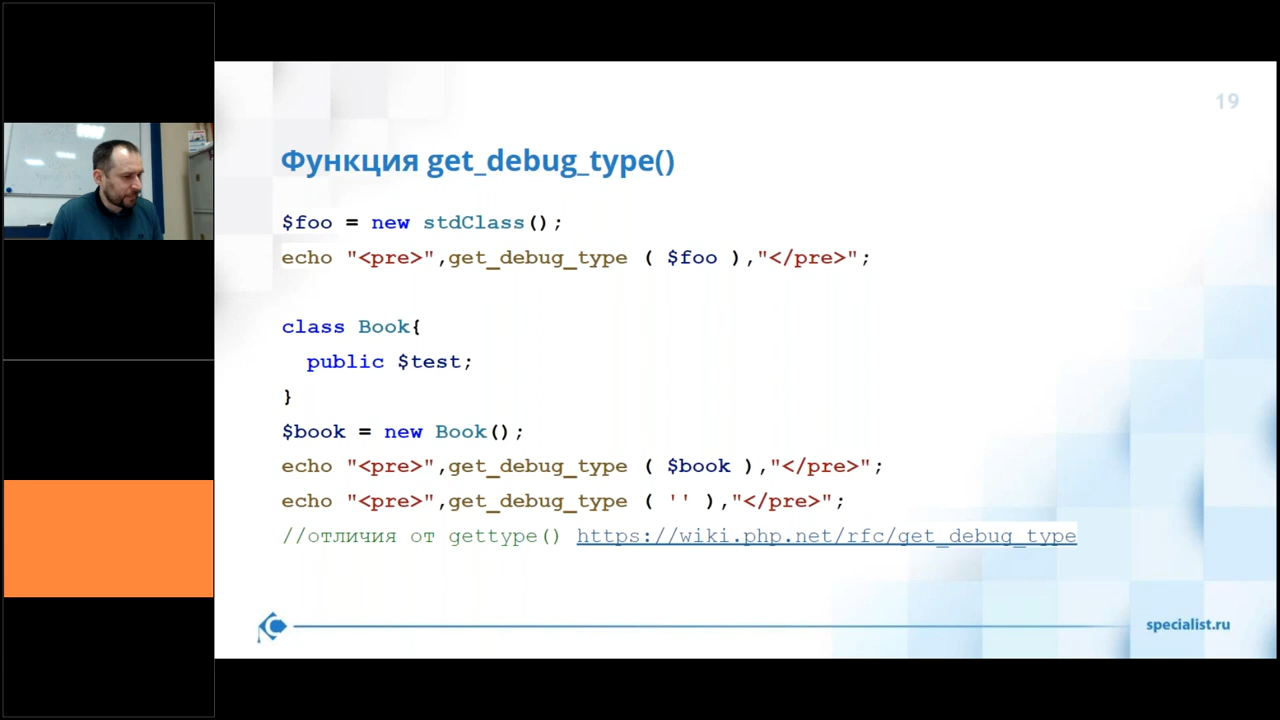 19
Функция get_debug_type()
$foo = new stdClass();
echo "<pre>",get_debug_type ( $foo ),"</pre>";
class Book{
public $test;
}
$book = new Book();
echo "<pre>",get_debug_type ( $book ),"</pre>";
echo "<pre>",get_debug_type ( '' ),"</pre>";
//отличия от gettype() https://wiki.php.net/rfc/get_debug_type
specialist.ru